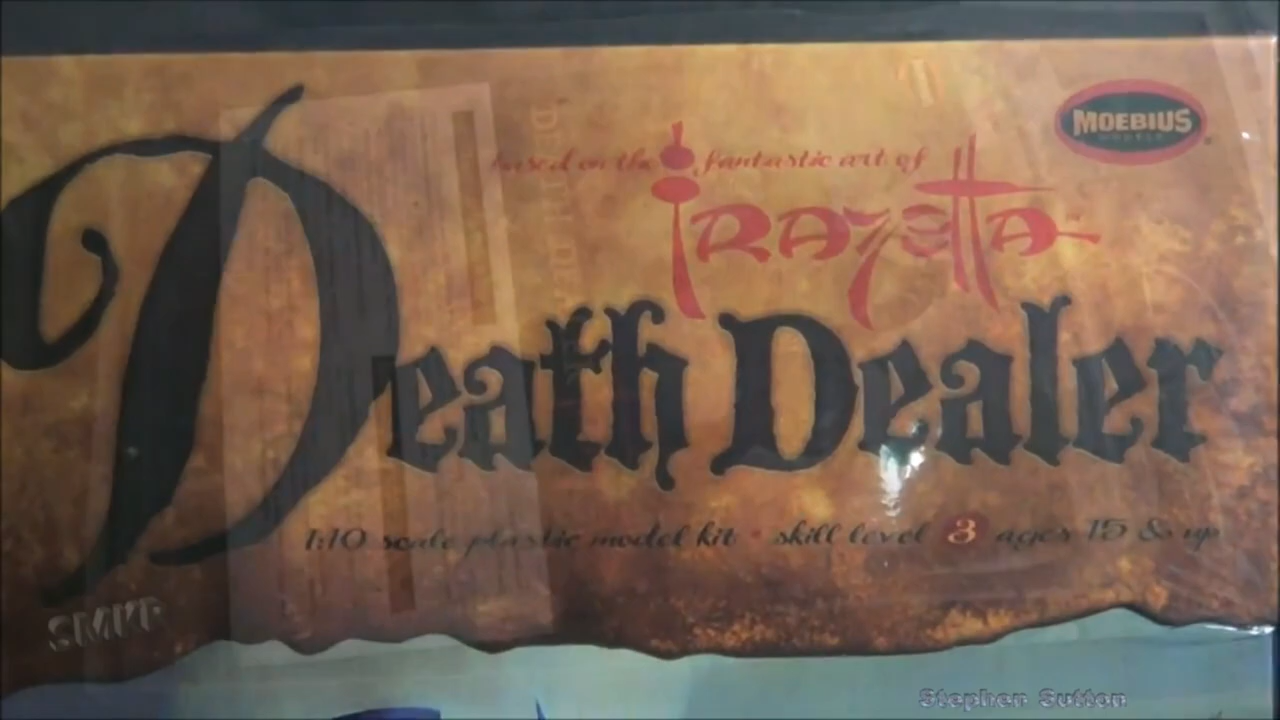 MOEBIUS
MODELS
based on the fantastic art of
FRAZETTA
Death Dealer
1:10 scale plastic model kit • skill level 3 ages 15 & up
SMKR
Stephen Sutton